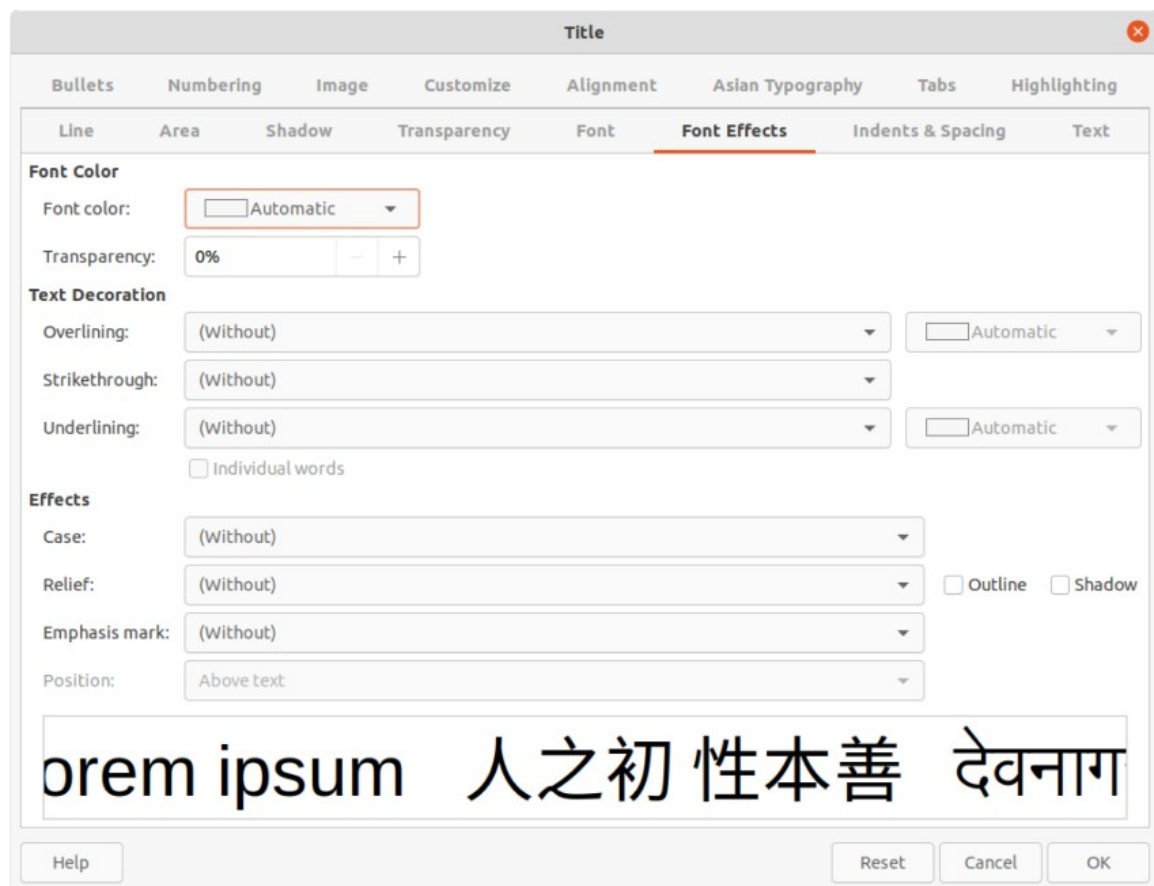 Title
Bullets Numbering Image Customize Alignment Asian Typography Tabs Highlighting
Line Area Shadow Transparency Font Font Effects Indents & Spacing Text
Font Color
Font color: Automatic
Transparency: 0%
Text Decoration
Overlining: (Without) Automatic
Strikethrough: (Without)
Underlining: (Without) Automatic
Individual words
Effects
Case: (Without)
Relief: (Without) Outline Shadow
Emphasis mark: (Without)
Position: Above text
orem ipsum 人之初 性本善 देवनाग
Help Reset Cancel OK